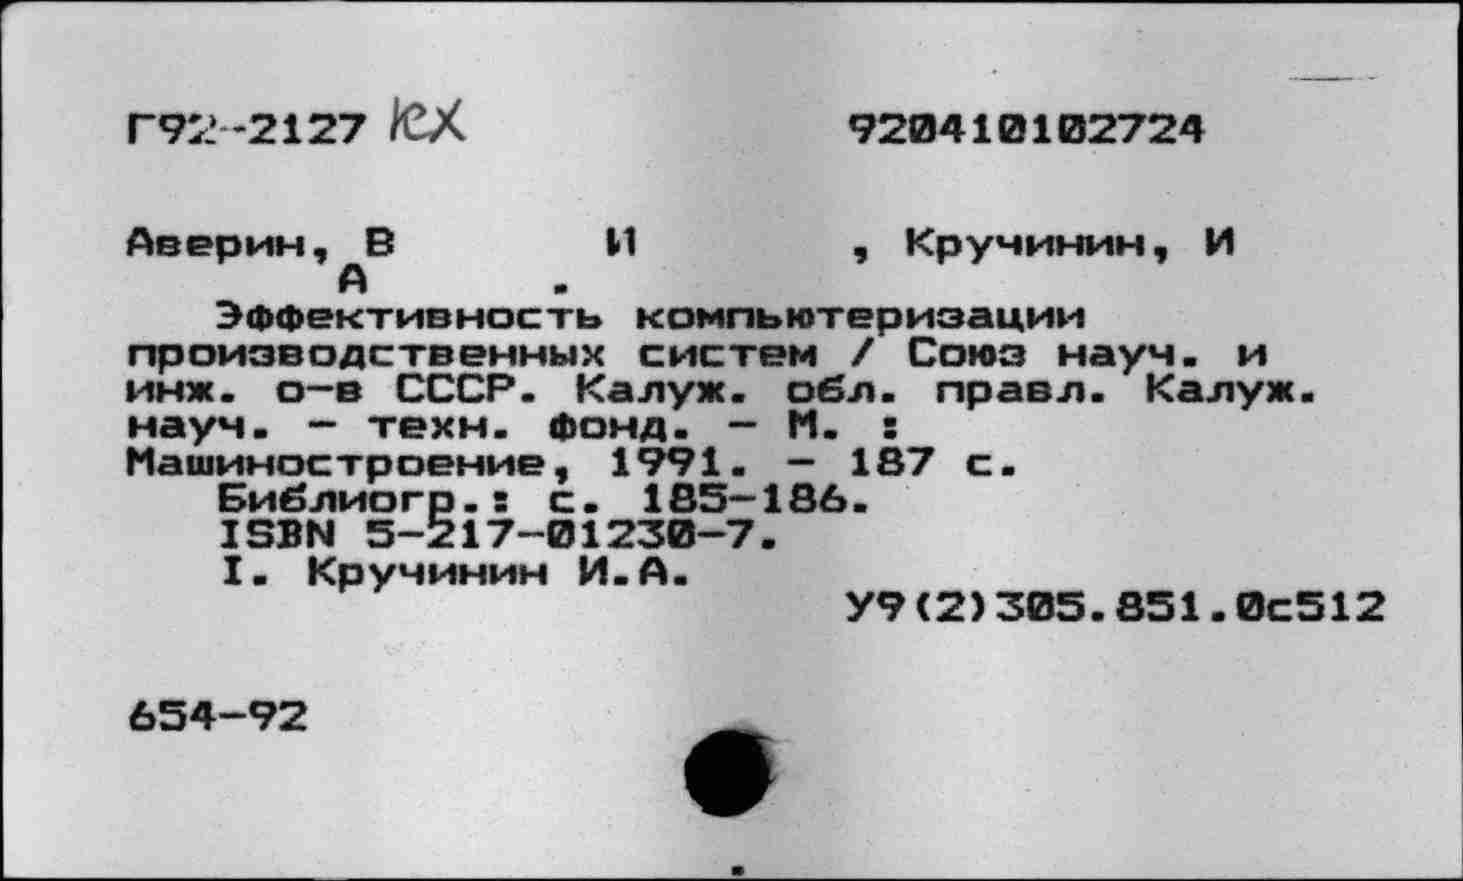 Г92-2127 кх 920410102724
Аверин, В И , Кручинин, И
А .
Эффективность компьютеризации
производственных систем / Союз науч. и
инж. о-в СССР. Калуж. обл. правл. Калуж.
науч. - техн. фонд. - М. :
Машиностроение, 1991. - 187 с.
Библиогр.: с. 185-186.
ISBN 5-217-01230-7.
I. Кручинин И.А.
У9(2)305.851.0с512
654-92